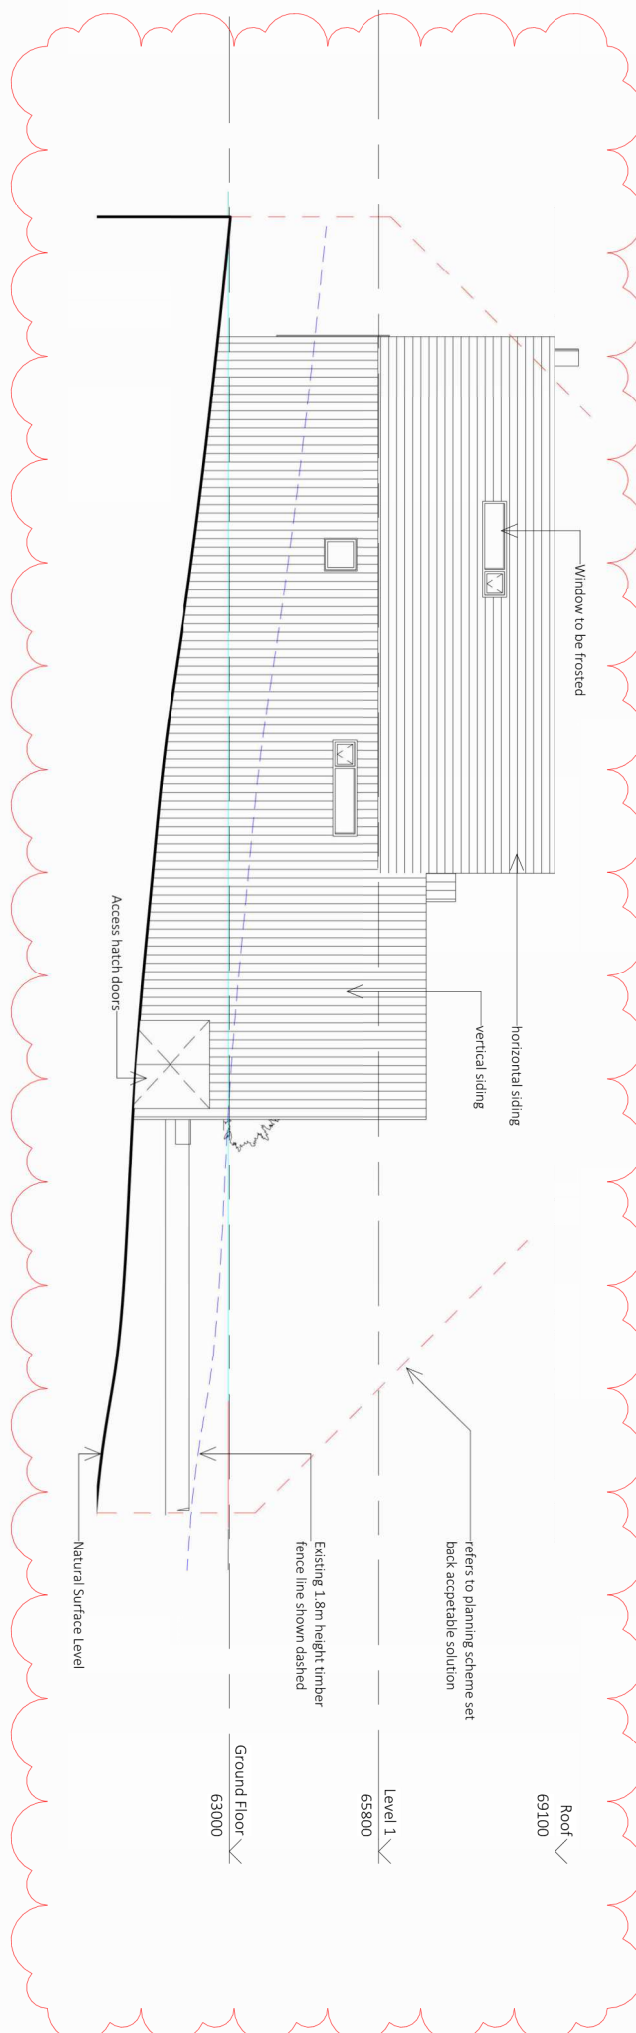 Roof
69100
Level 1
65800
Ground Floor
63000
Window to be frosted
horizontal siding
vertical siding
Access hatch doors
refers to planning scheme set
back accpetable solution
Existing 1.8m height timber
fence line shown dashed
Natural Surface Level